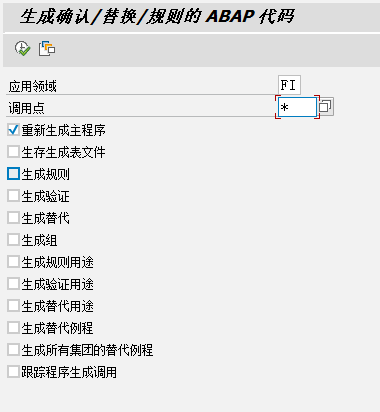 生成确认/替换/规则的 ABAP 代码
应用领域 FI
调用点 *
重新生成主程序
生存生成表文件
生成规则
生成验证
生成替代
生成组
生成规则用途
生成验证用途
生成替代用途
生成替代例程
生成所有集团的替代例程
跟踪程序生成调用